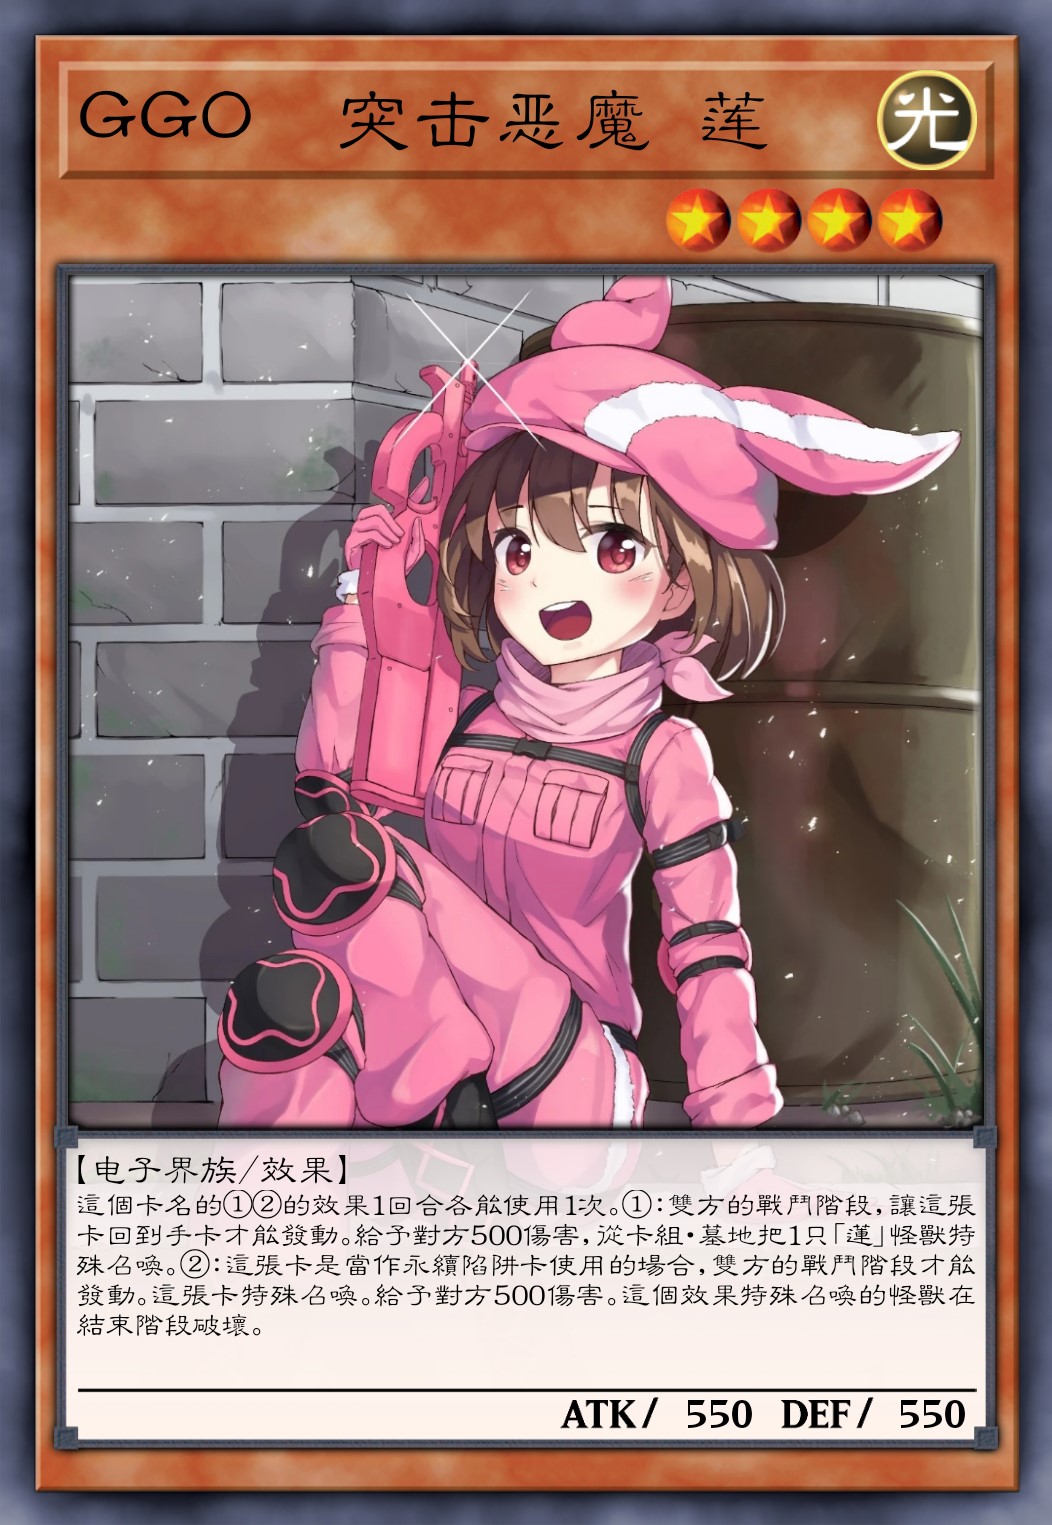 GGO 突击恶魔 莲
光
【电子界族/效果】
這個卡名的①②的效果1回合各能使用1次。①:雙方的戰鬥階段,讓這張
卡回到手卡才能發動。給予對方500傷害,從卡組・墓地把1只「蓮」怪獸特
殊召喚。②:這張卡是當作永續陷阱卡使用的場合,雙方的戰鬥階段才能
發動。這張卡特殊召喚。給予對方500傷害。這個效果特殊召喚的怪獸在
結束階段破壞。
ATK/ 550 DEF/ 550